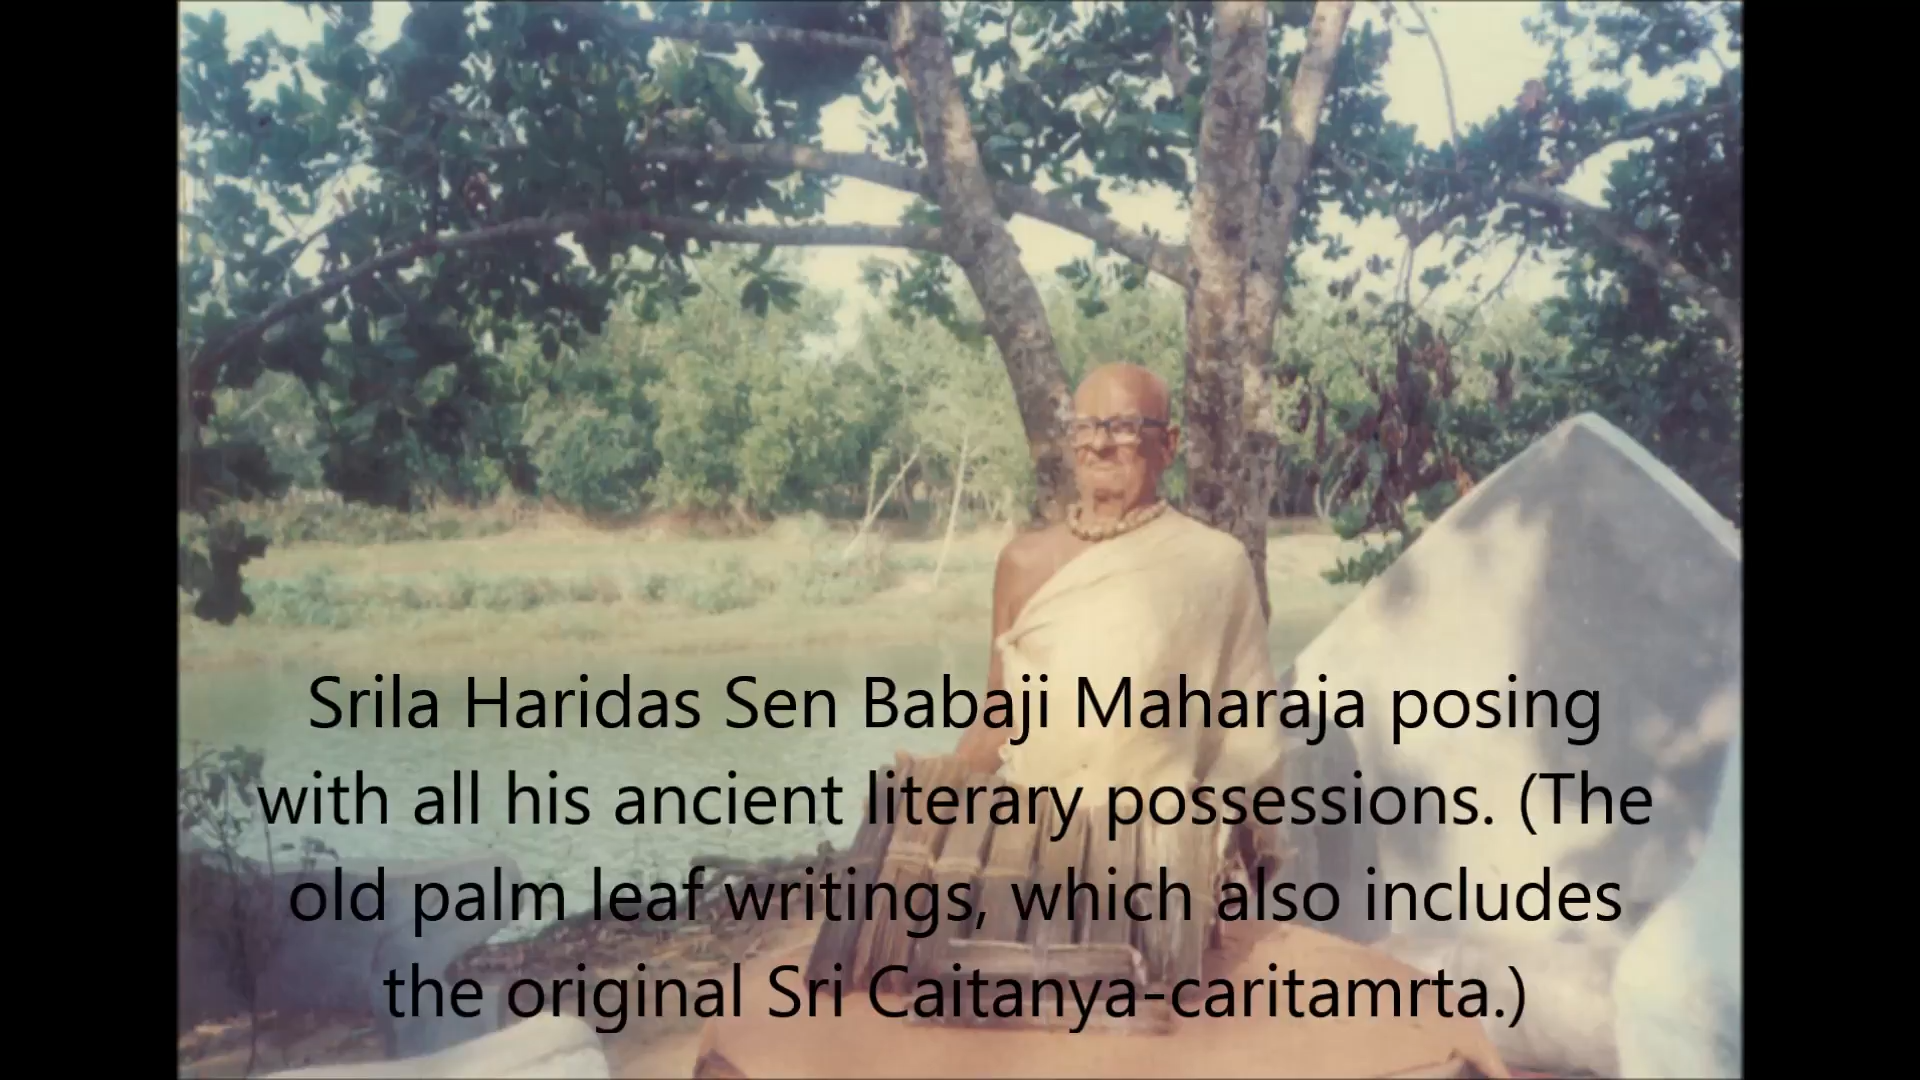 Srila Haridas Sen Babaji Maharaja posing
with all his ancient literary possessions. (The
old palm leaf writings, which also includes
the original Sri Caitanya-caritamrta.)